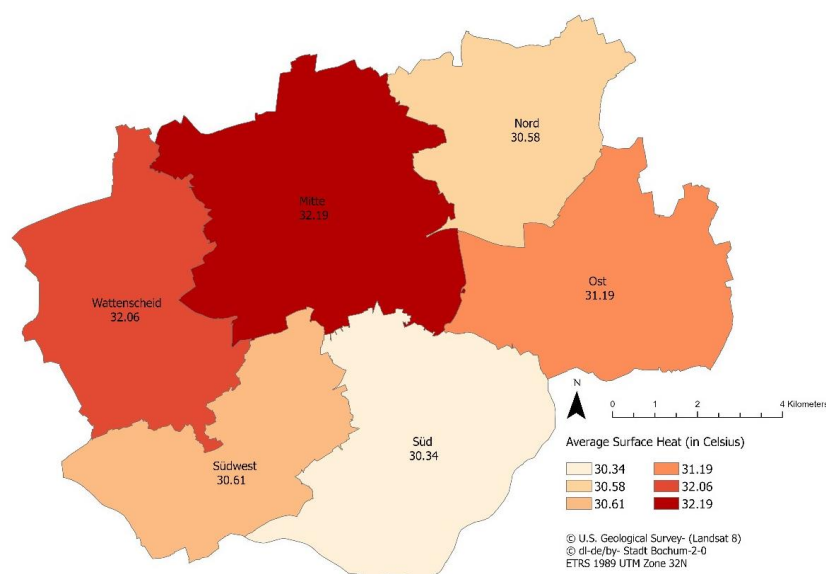 Nord
30.58
Mitte
32.19
Ost
31.19
Wattenscheid
32.06
Süd
30.34
Südwest
30.61
N
0 1 2 4 Kilometers
Average Surface Heat (in Celsius)
30.34 31.19
30.58 32.06
30.61 32.19
© U.S. Geological Survey- (Landsat 8)
© dl-de/by- Stadt Bochum-2-0
ETRS 1989 UTM Zone 32N